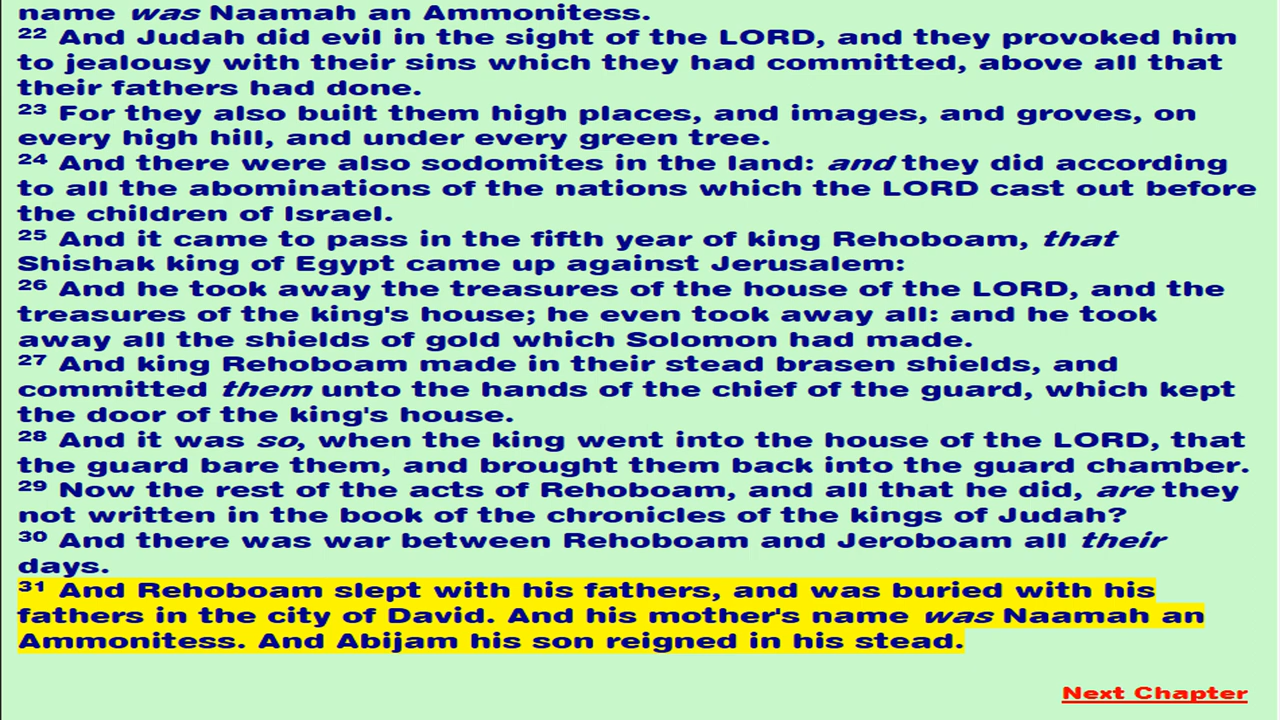 name was Naamah an Ammonitess.
22 And Judah did evil in the sight of the LORD, and they provoked him
to jealousy with their sins which they had committed, above all that
their fathers had done.
23 For they also built them high places, and images, and groves, on
every high hill, and under every green tree.
24 And there were also sodomites in the land: and they did according
to all the abominations of the nations which the LORD cast out before
the children of Israel.
25 And it came to pass in the fifth year of king Rehoboam, that
Shishak king of Egypt came up against Jerusalem:
26 And he took away the treasures of the house of the LORD, and the
treasures of the king's house; he even took away all: and he took
away all the shields of gold which Solomon had made.
27 And king Rehoboam made in their stead brasen shields, and
committed them unto the hands of the chief of the guard, which kept
the door of the king's house.
28 And it was so, when the king went into the house of the LORD, that
the guard bare them, and brought them back into the guard chamber.
29 Now the rest of the acts of Rehoboam, and all that he did, are they
not written in the book of the chronicles of the kings of Judah?
30 And there was war between Rehoboam and Jeroboam all their
days.
31 And Rehoboam slept with his fathers, and was buried with his
fathers in the city of David. And his mother's name was Naamah an
Ammonitess. And Abijam his son reigned in his stead.
Next Chapter